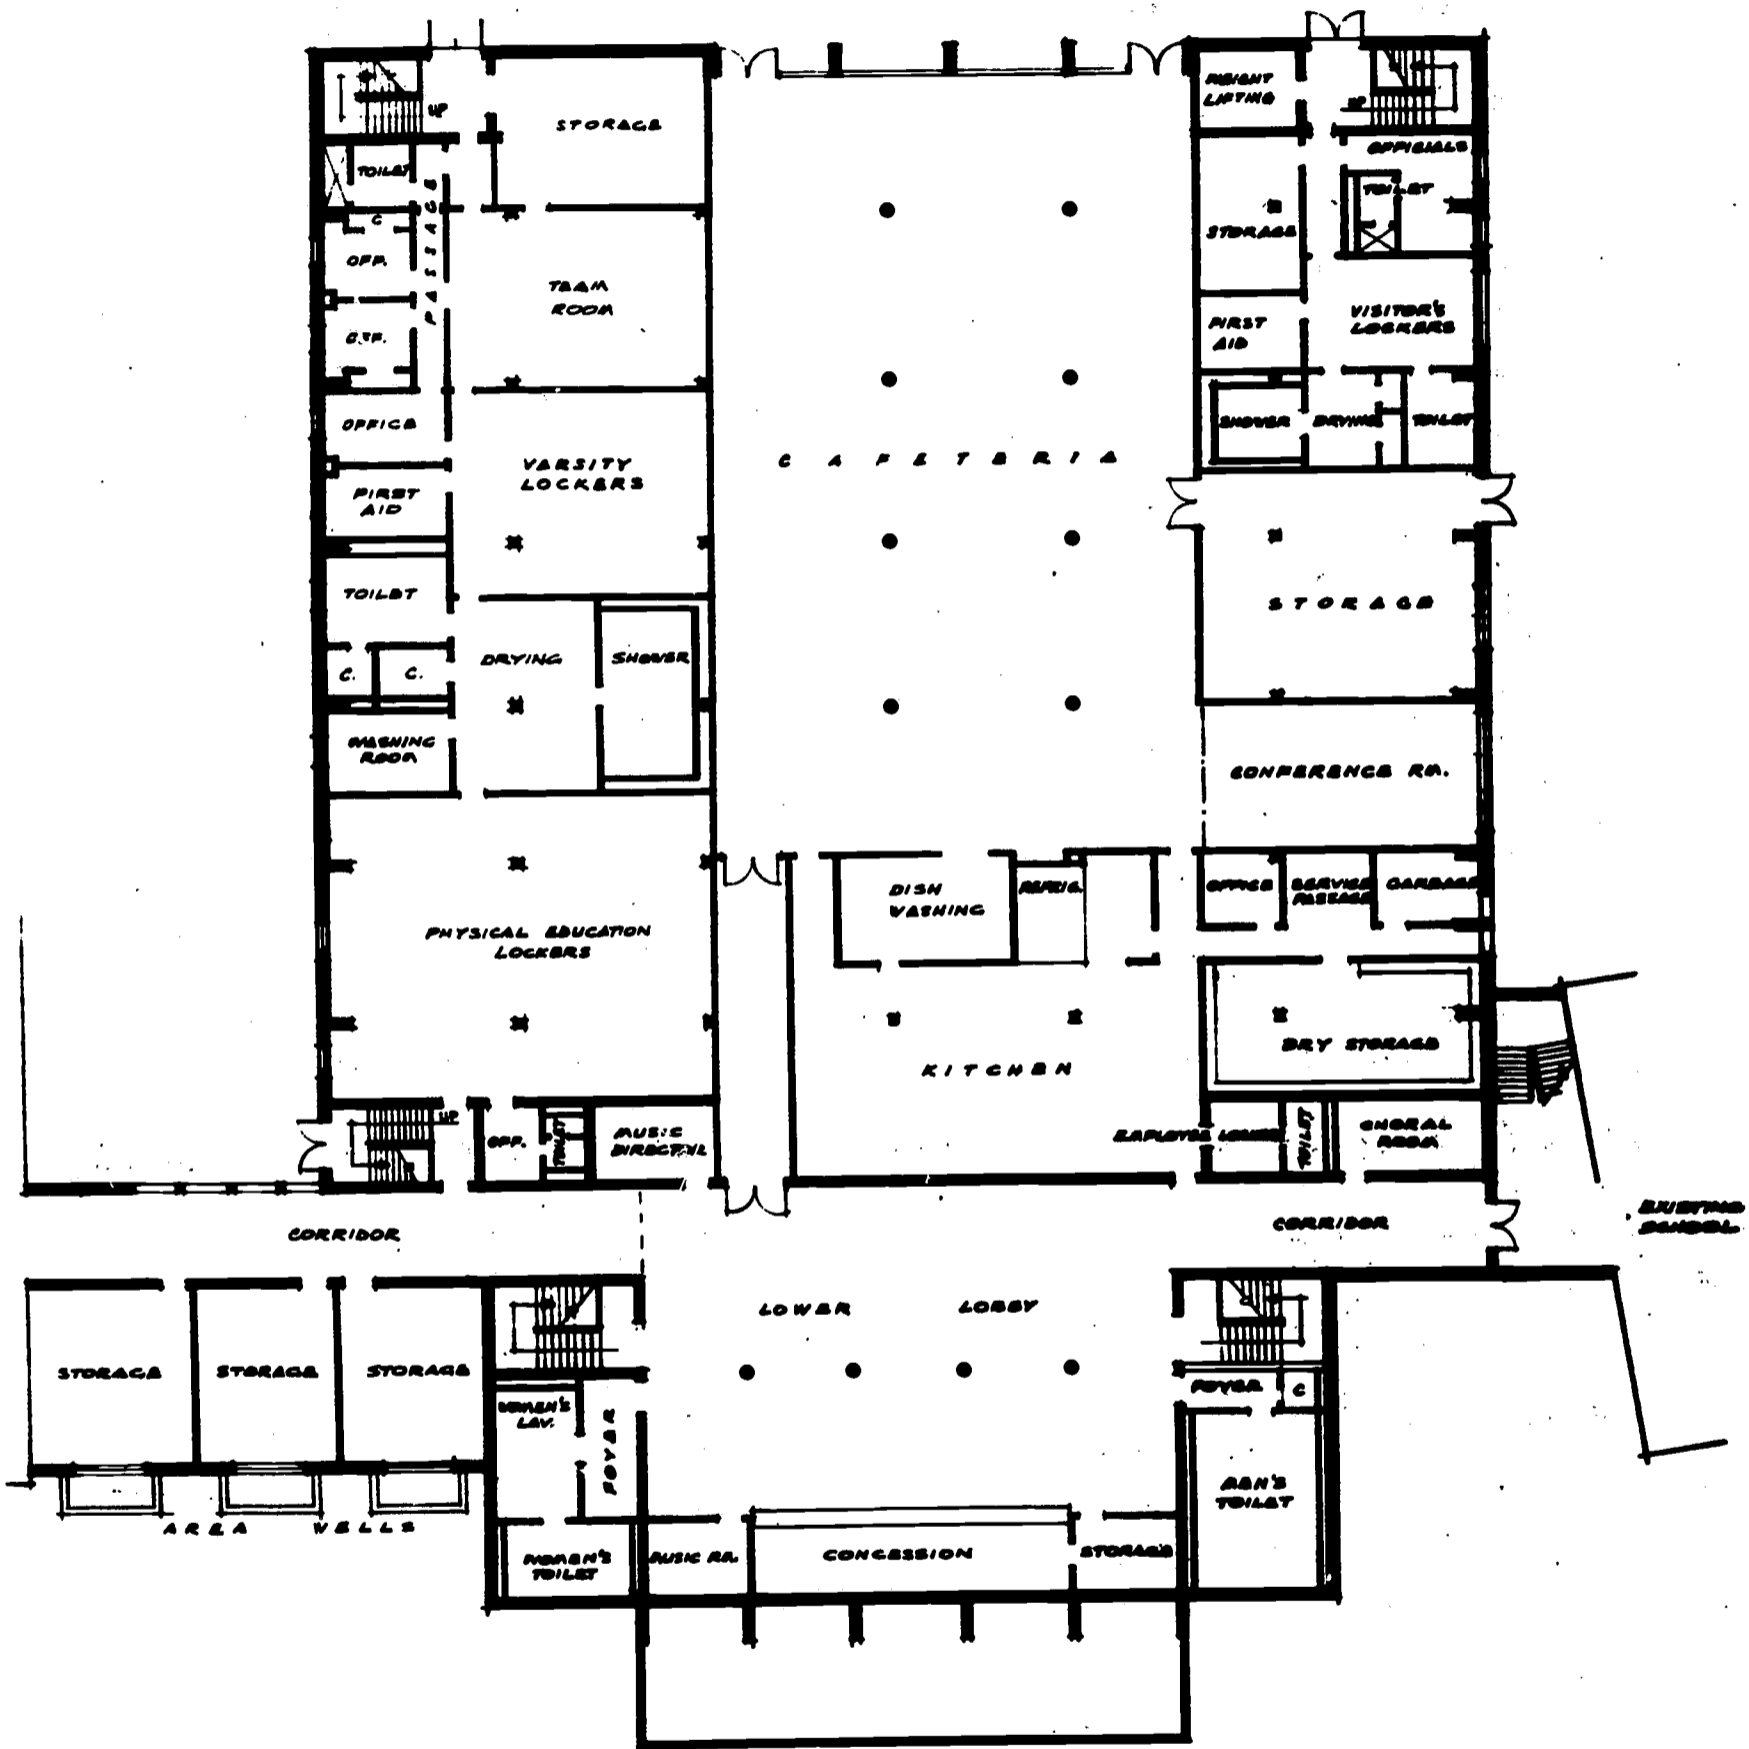 UP
STORAGE
WEIGHT
LIFTING
UP
OFFICIALS
TOILET
TOILET
C
PASSAGE
OFF.
TEAM
ROOM
OFF.
STORAGE
VISITOR'S
LOCKERS
FIRST
AID
OFFICE
SHOWER
DRYING
TOILET
VARSITY
LOCKERS
CAFETERIA
FIRST
AID
TOILET
STORAGE
DRYING
SHOWER
C.
C.
WASHING
ROOM
CONFERENCE RM.
DISH
WASHING
REFRIG.
OFFICE
SERVICE
PASSAGE
GARBAGE
PHYSICAL EDUCATION
LOCKERS
KITCHEN
DRY STORAGE
UP
OFF.
TOILET
MUSIC
EMPLOYEE
TOILET
CHORAL
ROOM
CORRIDOR
CORRIDOR
EXISTING
SCHOOL
LOWER LOBBY
STORAGE
STORAGE
STORAGE
WOMEN'S
LAV.
FOYER
FOYER
C
MEN'S
TOILET
AREA WELLS
WOMEN'S
TOILET
MUSIC RM.
CONCESSION
STORAGE